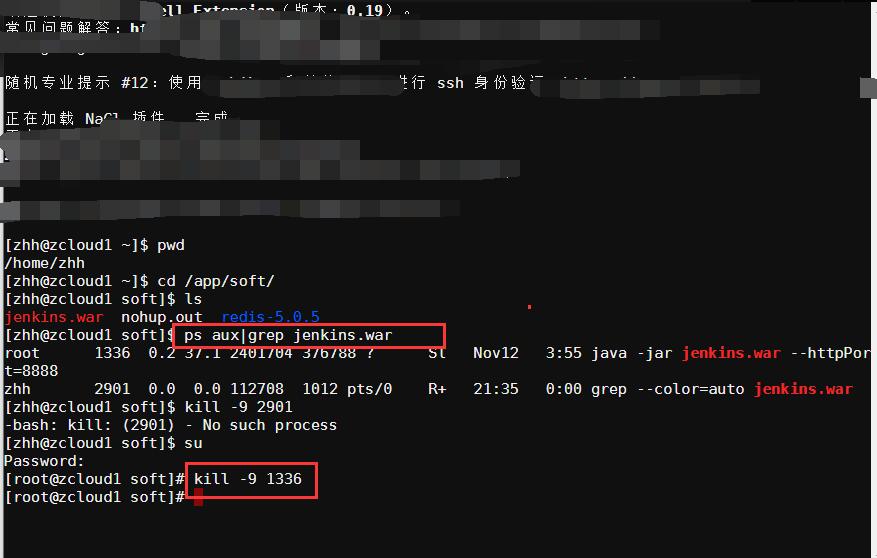 ell Extension（版本：0.19）。
常见问题解答：
随机专业提示 #12：使用 进行 ssh 身份验
正在加载 NaCl 插件 完成
[zhh@zcloud1 ~]$ pwd
/home/zhh
[zhh@zcloud1 ~]$ cd /app/soft/
[zhh@zcloud1 soft]$ ls
jenkins.war  nohup.out  redis-5.0.5
[zhh@zcloud1 soft]$ ps aux|grep jenkins.war
root      1336  0.2 37.1 2401704 376788 ?      Sl   Nov12   3:55 java -jar jenkins.war --httpPor
t=8888
zhh       2901  0.0  0.0 112708  1012 pts/0    R+   21:35   0:00 grep --color=auto jenkins.war
[zhh@zcloud1 soft]$ kill -9 2901
-bash: kill: (2901) - No such process
[zhh@zcloud1 soft]$ su
Password:
[root@zcloud1 soft]# kill -9 1336
[root@zcloud1 soft]#